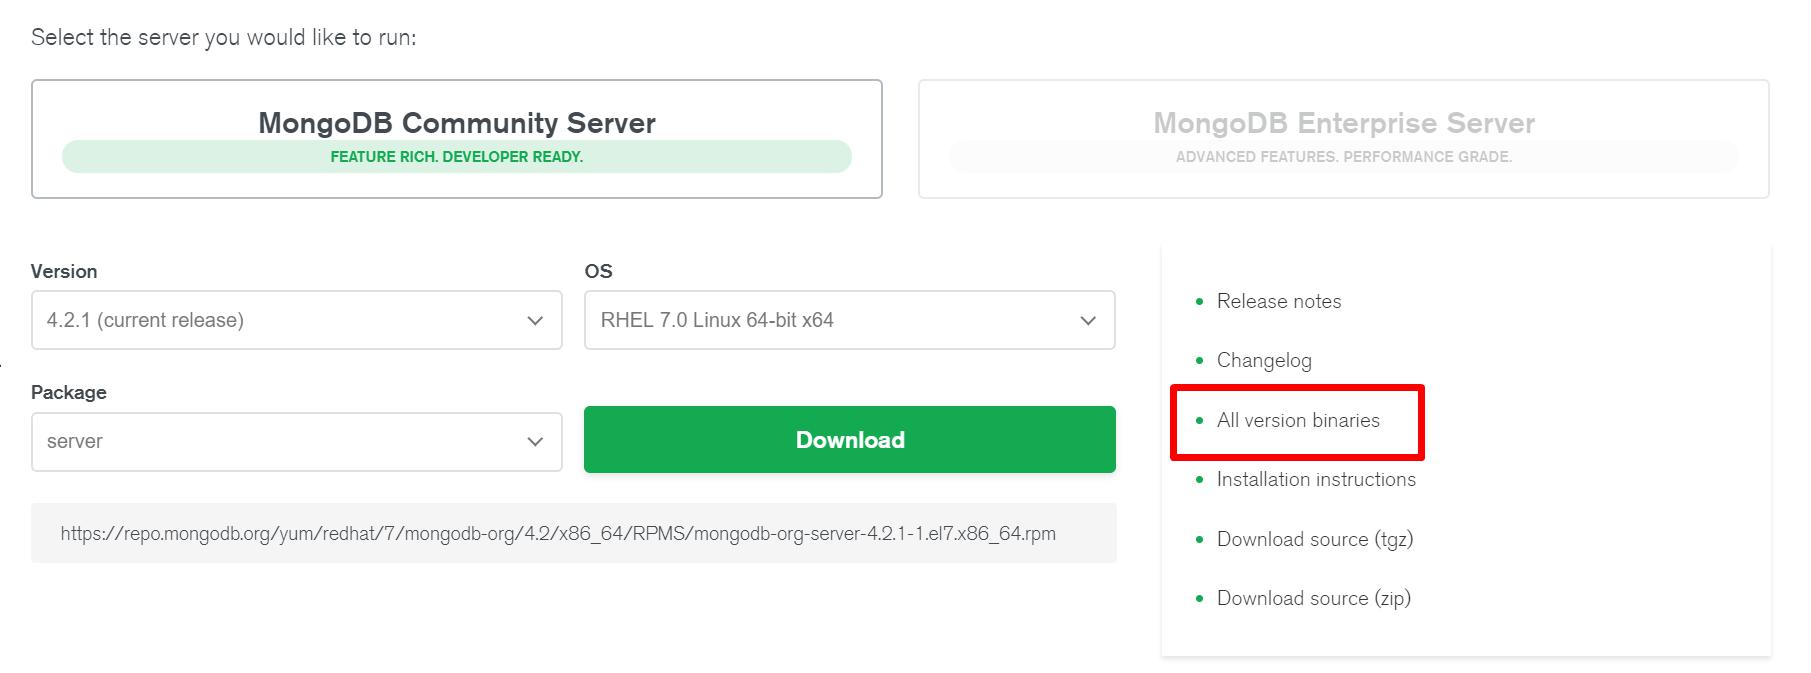 Select the server you would like to run:
MongoDB Community Server
FEATURE RICH. DEVELOPER READY.
MongoDB Enterprise Server
ADVANCED FEATURES. PERFORMANCE GRADE.
Version
4.2.1 (current release)
OS
RHEL 7.0 Linux 64-bit x64
Package
server
Download
https://repo.mongodb.org/yum/redhat/7/mongodb-org/4.2/x86_64/RPMS/mongodb-org-server-4.2.1-1.el7.x86_64.rpm
Release notes
Changelog
All version binaries
Installation instructions
Download source (tgz)
Download source (zip)